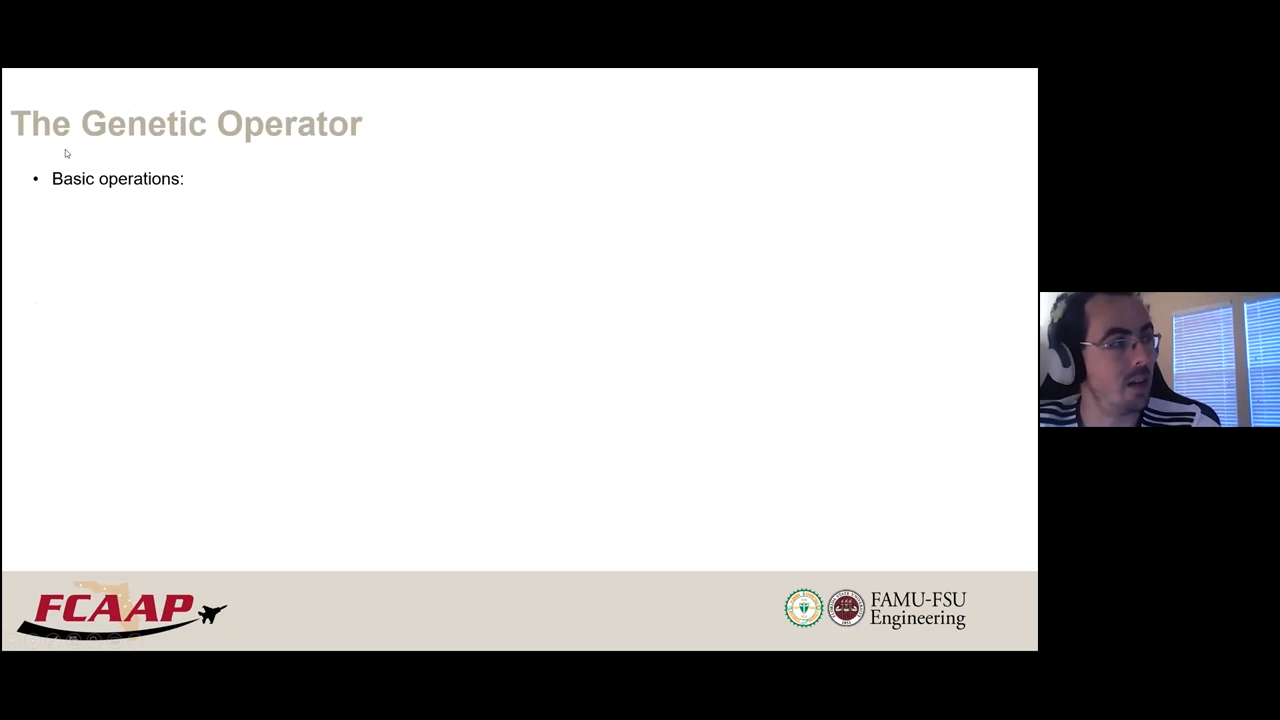 The Genetic Operator
• Basic operations:
FCAAP
FAMU-FSU
Engineering